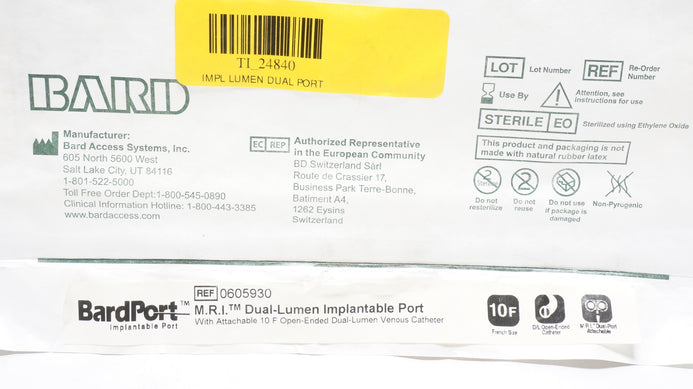 TI_24840
IMPL LUMEN DUAL PORT
BARD
Manufacturer:
Bard Access Systems, Inc.
605 North 5600 West
Salt Lake City, UT 84116
1-801-522-5000
Toll Free Order Dept:1-800-545-0890
Clinical Information Hotline: 1-800-443-3385
www.bardaccess.com
EC REP
Authorized Representative
in the European Community
BD Switzerland Sàrl
Route de Crassier 17,
Business Park Terre-Bonne,
Batiment A4,
1262 Eysins
Switzerland
LOT Lot Number
REF Re-Order
Number
Use By
Attention, see
instructions for use
STERILE EO Sterilized using Ethylene Oxide
This product and packaging is not
made with natural rubber latex
2 Sterilize
Do not
resterilize
2
Do not
reuse
Do not use
if package is
damaged
Non-Pyrogenic
BardPort™
Implantable Port
REF 0605930
M.R.I.™ Dual-Lumen Implantable Port
With Attachable 10 F Open-Ended Dual-Lumen Venous Catheter
10F
French Size
D/L Open-Ended
Catheter
M.R.I.™ Dual-Port
Attachable